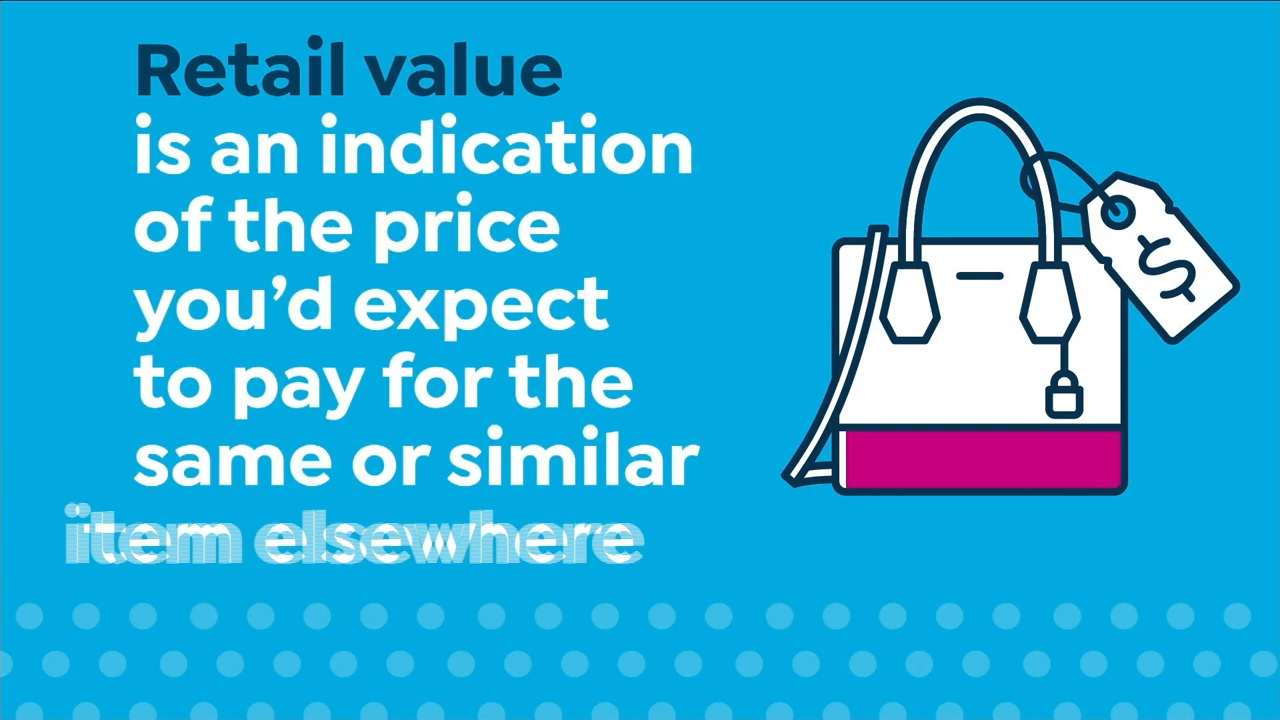 Retail value
is an indication
of the price
you’d expect
to pay for the
same or similar
item elsewhere
$